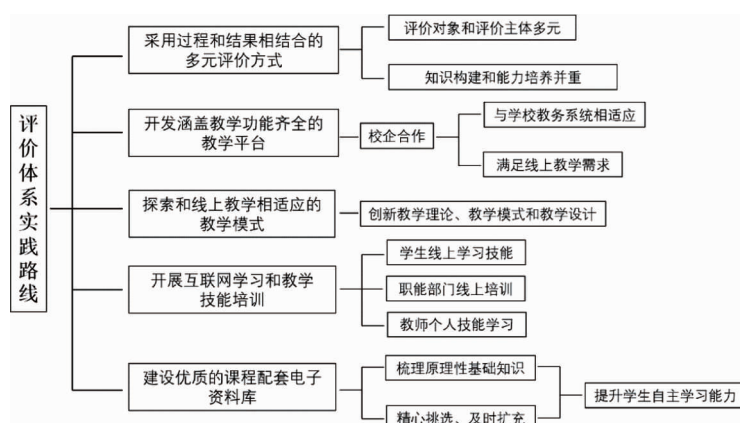 评价体系实践路线
采用过程和结果相结合的
多元评价方式
评价对象和评价主体多元
知识构建和能力培养并重
开发涵盖教学功能齐全的
教学平台
校企合作
与学校教务系统相适应
满足线上教学需求
探索和线上教学相适应的
教学模式
创新教学理论、教学模式和教学设计
开展互联网学习和教学
技能培训
学生线上学习技能
职能部门线上培训
教师个人技能学习
建设优质的课程配套电子
资料库
梳理原理性基础知识
精心挑选、及时扩充
提升学生自主学习能力